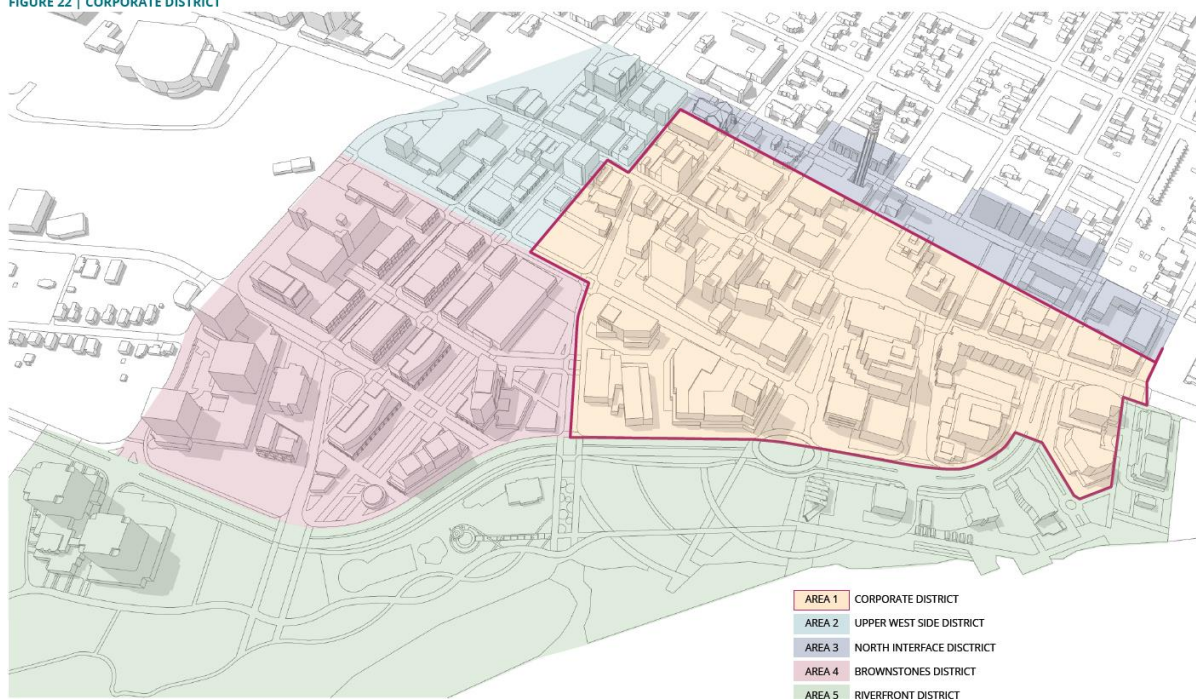 FIGURE 22 | CORPORATE DISTRICT
AREA 1 CORPORATE DISTRICT
AREA 2 UPPER WEST SIDE DISTRICT
AREA 3 NORTH INTERFACE DISCTRICT
AREA 4 BROWNSTONES DISTRICT
AREA 5 RIVERFRONT DISTRICT